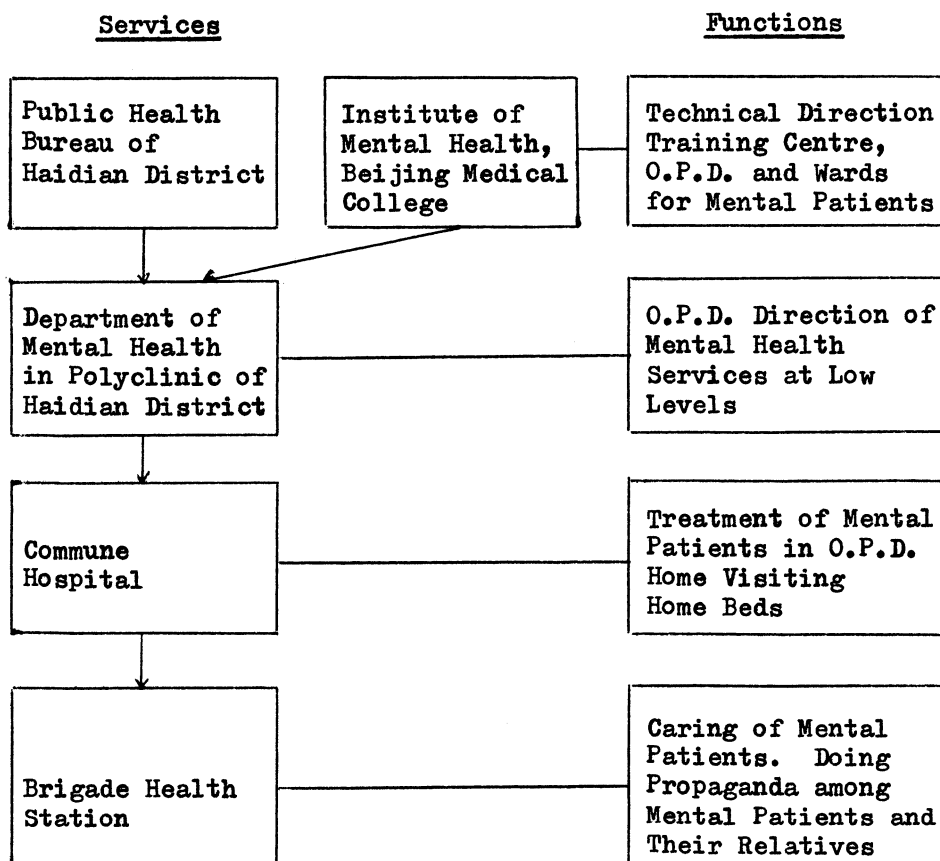 Services
Functions
Public Health
Bureau of
Haidian District
Institute of
Mental Health,
Beijing Medical
College
Technical Direction
Training Centre,
O.P.D. and Wards
for Mental Patients
Department of
Mental Health
in Polyclinic of
Haidian District
O.P.D. Direction of
Mental Health
Services at Low
Levels
Commune
Hospital
Treatment of Mental
Patients in O.P.D.
Home Visiting
Home Beds
Brigade Health
Station
Caring of Mental
Patients. Doing
Propaganda among
Mental Patients and
Their Relatives